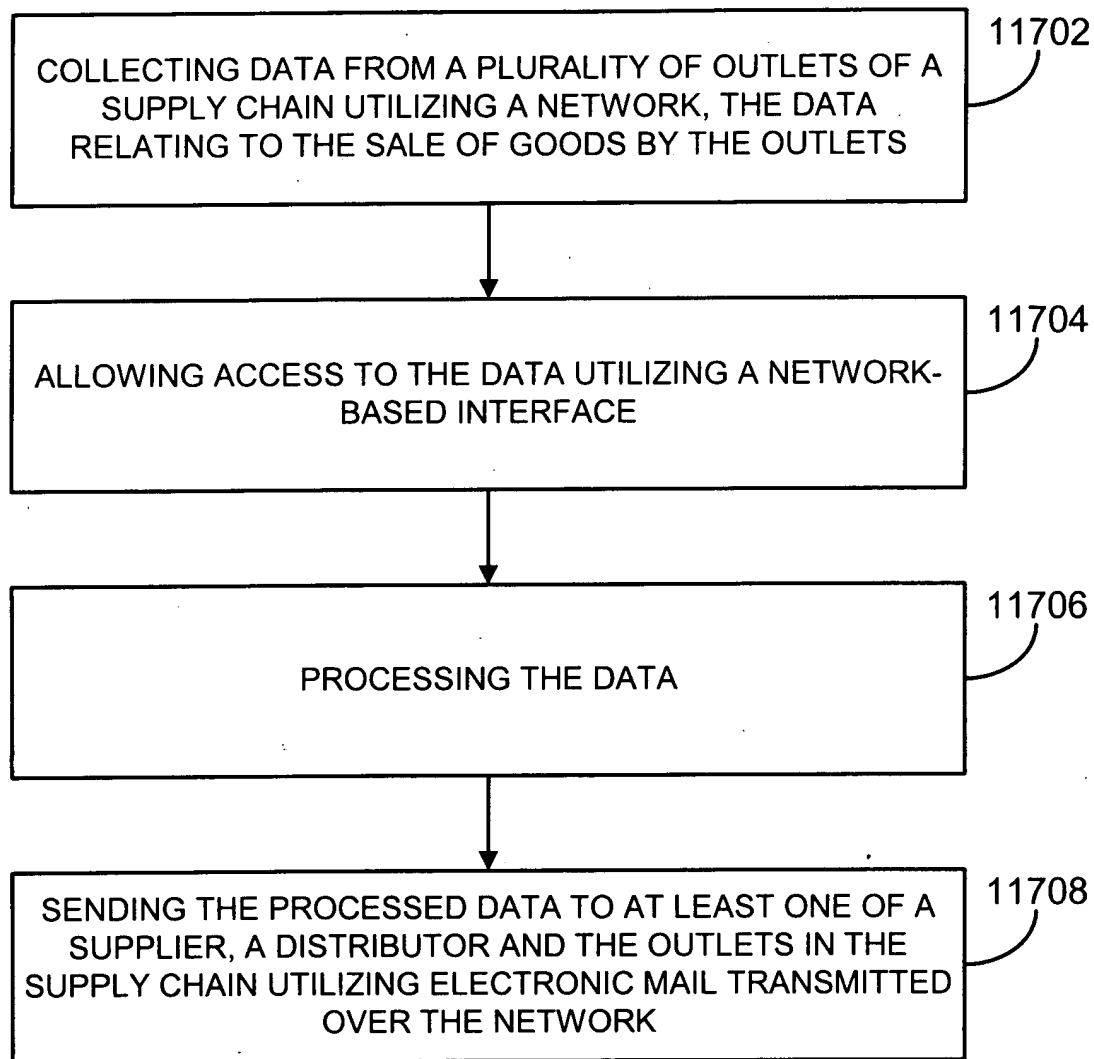 11702
COLLECTING DATA FROM A PLURALITY OF OUTLETS OF A
SUPPLY CHAIN UTILIZING A NETWORK, THE DATA
RELATING TO THE SALE OF GOODS BY THE OUTLETS
11704
ALLOWING ACCESS TO THE DATA UTILIZING A NETWORK-
BASED INTERFACE
11706
PROCESSING THE DATA
11708
SENDING THE PROCESSED DATA TO AT LEAST ONE OF A
SUPPLIER, A DISTRIBUTOR AND THE OUTLETS IN THE
SUPPLY CHAIN UTILIZING ELECTRONIC MAIL TRANSMITTED
OVER THE NETWORK